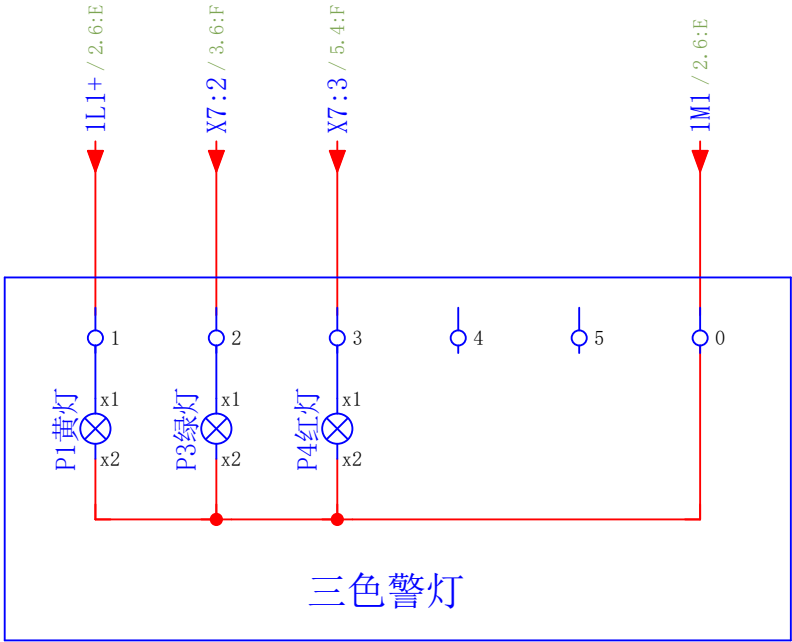 1L1+ / 2.6:E
X7:2 / 3.6:F
X7:3 / 5.4:F
1M1 / 2.6:E
1
2
3
4
5
0
P1黄灯
x1
x2
P3绿灯
x1
x2
P4红灯
x1
x2
三色警灯